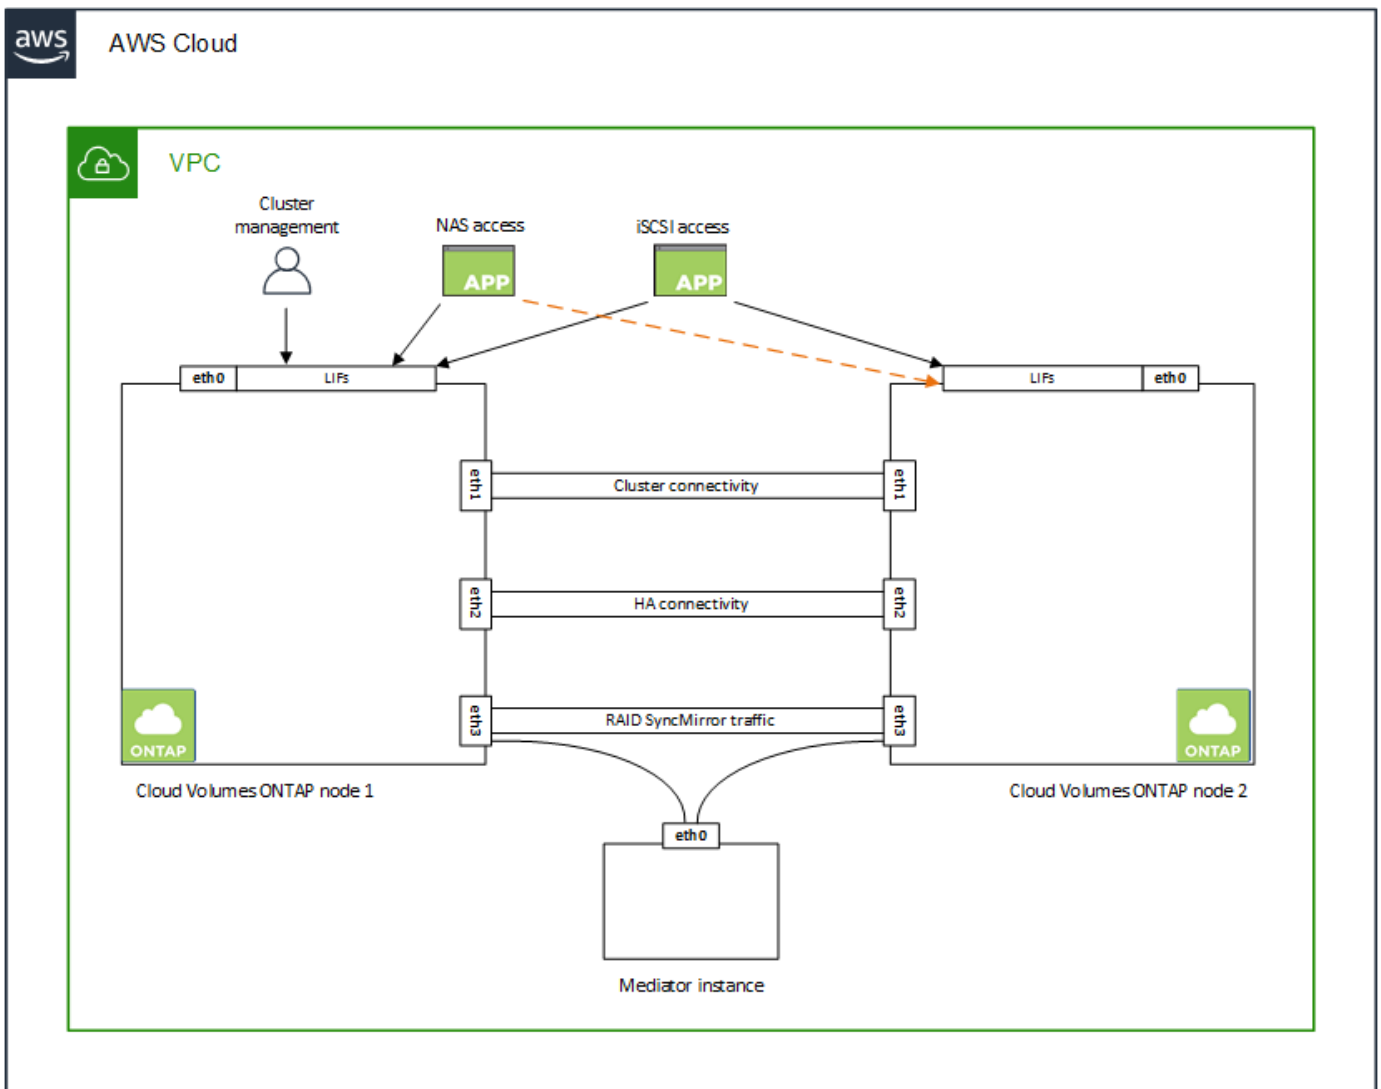 aws
AWS Cloud
VPC
Cluster
management
NAS access
iSCSI access
APP
APP
eth0
LIFs
LIFs
eth0
eth1
Cluster connectivity
eth1
eth2
HA connectivity
eth2
eth3
RAID SyncMirror traffic
eth3
ONTAP
ONTAP
Cloud Volumes ONTAP node 1
Cloud Volumes ONTAP node 2
eth0
Mediator instance